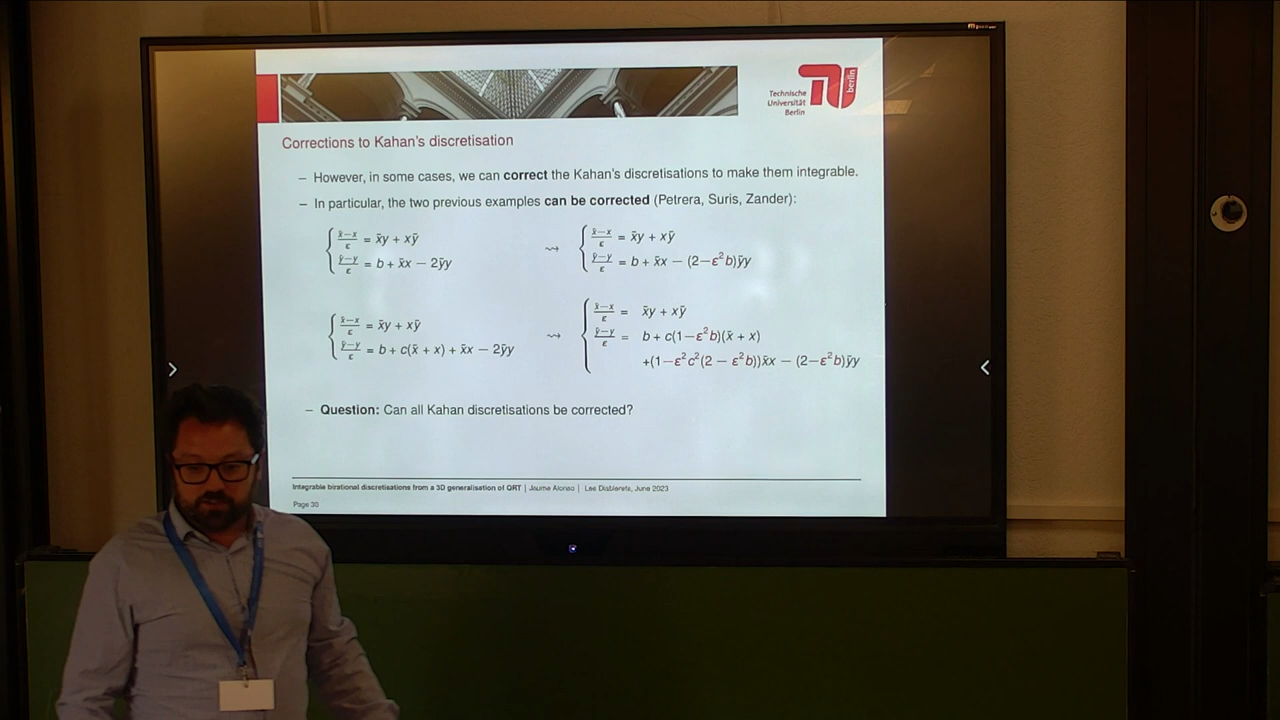 Technische
Universität
Berlin
berlin
Corrections to Kahan's discretisation
– However, in some cases, we can correct the Kahan's discretisations to make them integrable.
– In particular, the two previous examples can be corrected (Petrera, Suris, Zander):
{ (x̃−x)/ε = x̃y + xỹ
(ỹ−y)/ε = b + x̃x − 2ỹy
⇝
{ (x̃−x)/ε = x̃y + xỹ
(ỹ−y)/ε = b + x̃x − (2−ε²b)ỹy
{ (x̃−x)/ε = x̃y + xỹ
(ỹ−y)/ε = b + c(x̃ + x) + x̃x − 2ỹy
⇝
{ (x̃−x)/ε = x̃y + xỹ
(ỹ−y)/ε = b + c(1−ε²b)(x̃ + x)
+(1−ε²c²(2 − ε²b))x̃x − (2−ε²b)ỹy
– Question: Can all Kahan discretisations be corrected?
Integrable birational discretisations from a 3D generalisation of QRT | Jaume Alonso | Les Diablerets, June 2023
Page 30